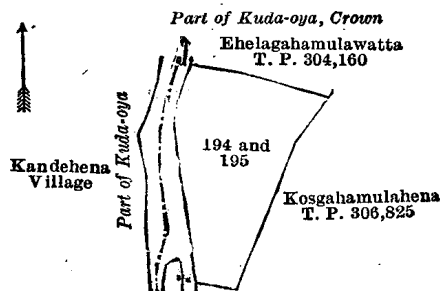 Part of Kuda-oya, Crown
Ehelagahamulawatta
T. P. 304,160
Part of Kuda-oya
194 and
195
Kandehena
Village
Kosgahamulahena
T. P. 306,825